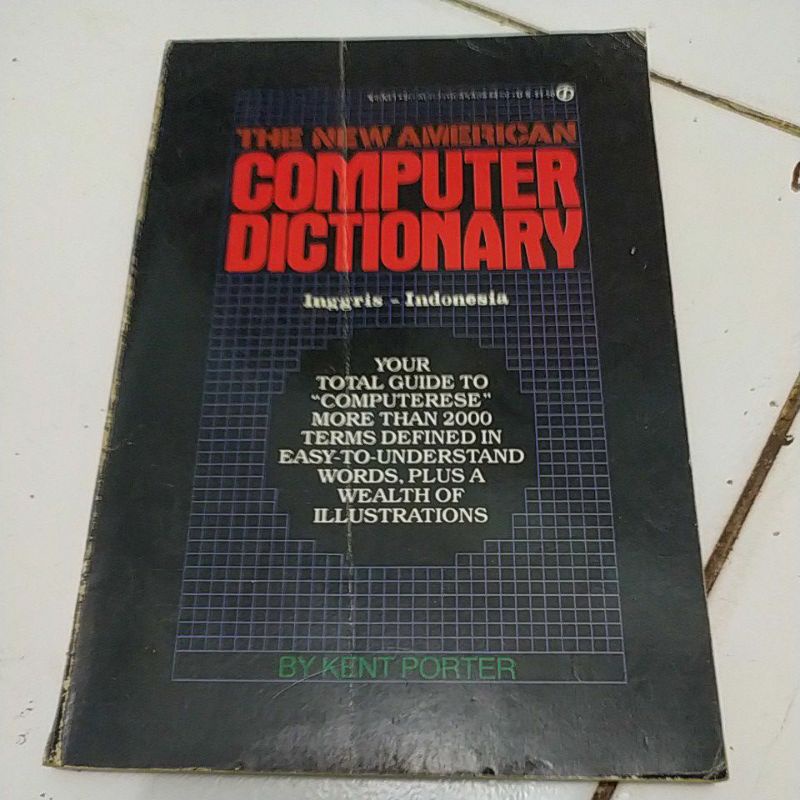 THE NEW AMERICAN
COMPUTER
DICTIONARY
Inggris - Indonesia
YOUR
TOTAL GUIDE TO
"COMPUTERESE"
MORE THAN 2000
TERMS DEFINED IN
EASY-TO-UNDERSTAND
WORDS, PLUS A
WEALTH OF
ILLUSTRATIONS
BY KENT PORTER